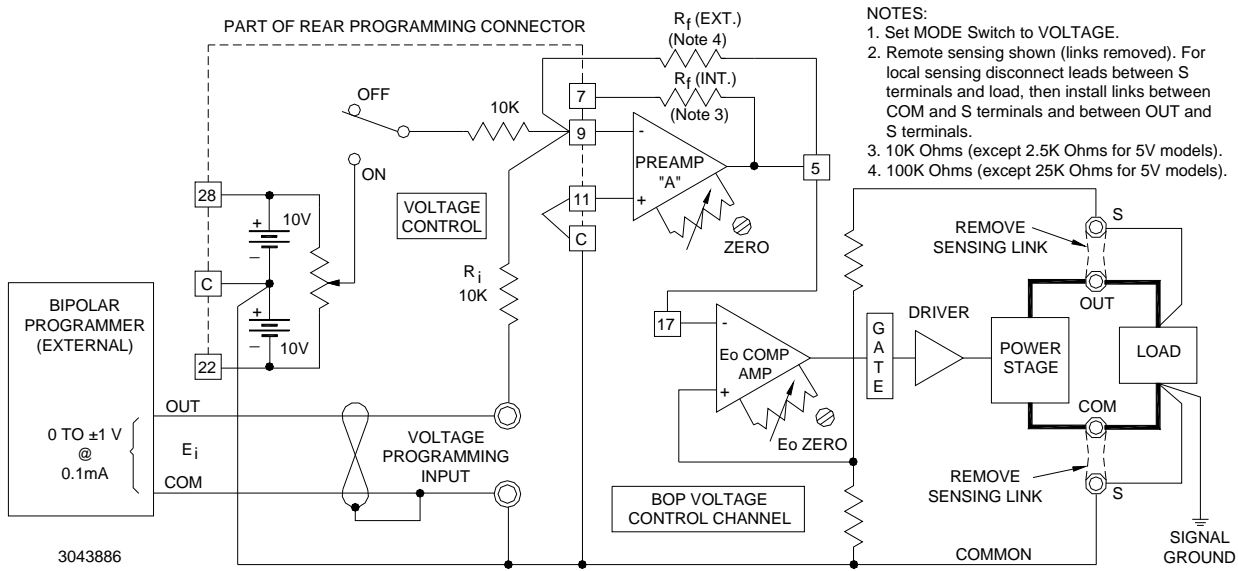 PART OF REAR PROGRAMMING CONNECTOR
Rf (EXT.)
(Note 4)
Rf (INT.)
(Note 3)
NOTES:
1. Set MODE Switch to VOLTAGE.
2. Remote sensing shown (links removed). For
local sensing disconnect leads between S
terminals and load, then install links between
COM and S terminals and between OUT and
S terminals.
3. 10K Ohms (except 2.5K Ohms for 5V models).
4. 100K Ohms (except 25K Ohms for 5V models).
OFF
10K
7
9
-
PREAMP
"A"
+
5
ON
11
C
ZERO
28
+
10V
–
VOLTAGE
CONTROL
C
+
10V
–
22
Ri
10K
BIPOLAR
PROGRAMMER
(EXTERNAL)
OUT
0 TO ±1 V
@
0.1mA
Ei
COM
VOLTAGE
PROGRAMMING
INPUT
17
-
Eo COMP
AMP
+
Eo ZERO
G
A
T
E
DRIVER
POWER
STAGE
S
REMOVE
SENSING LINK
OUT
LOAD
COM
REMOVE
SENSING LINK
S
BOP VOLTAGE
CONTROL CHANNEL
COMMON
SIGNAL
GROUND
3043886